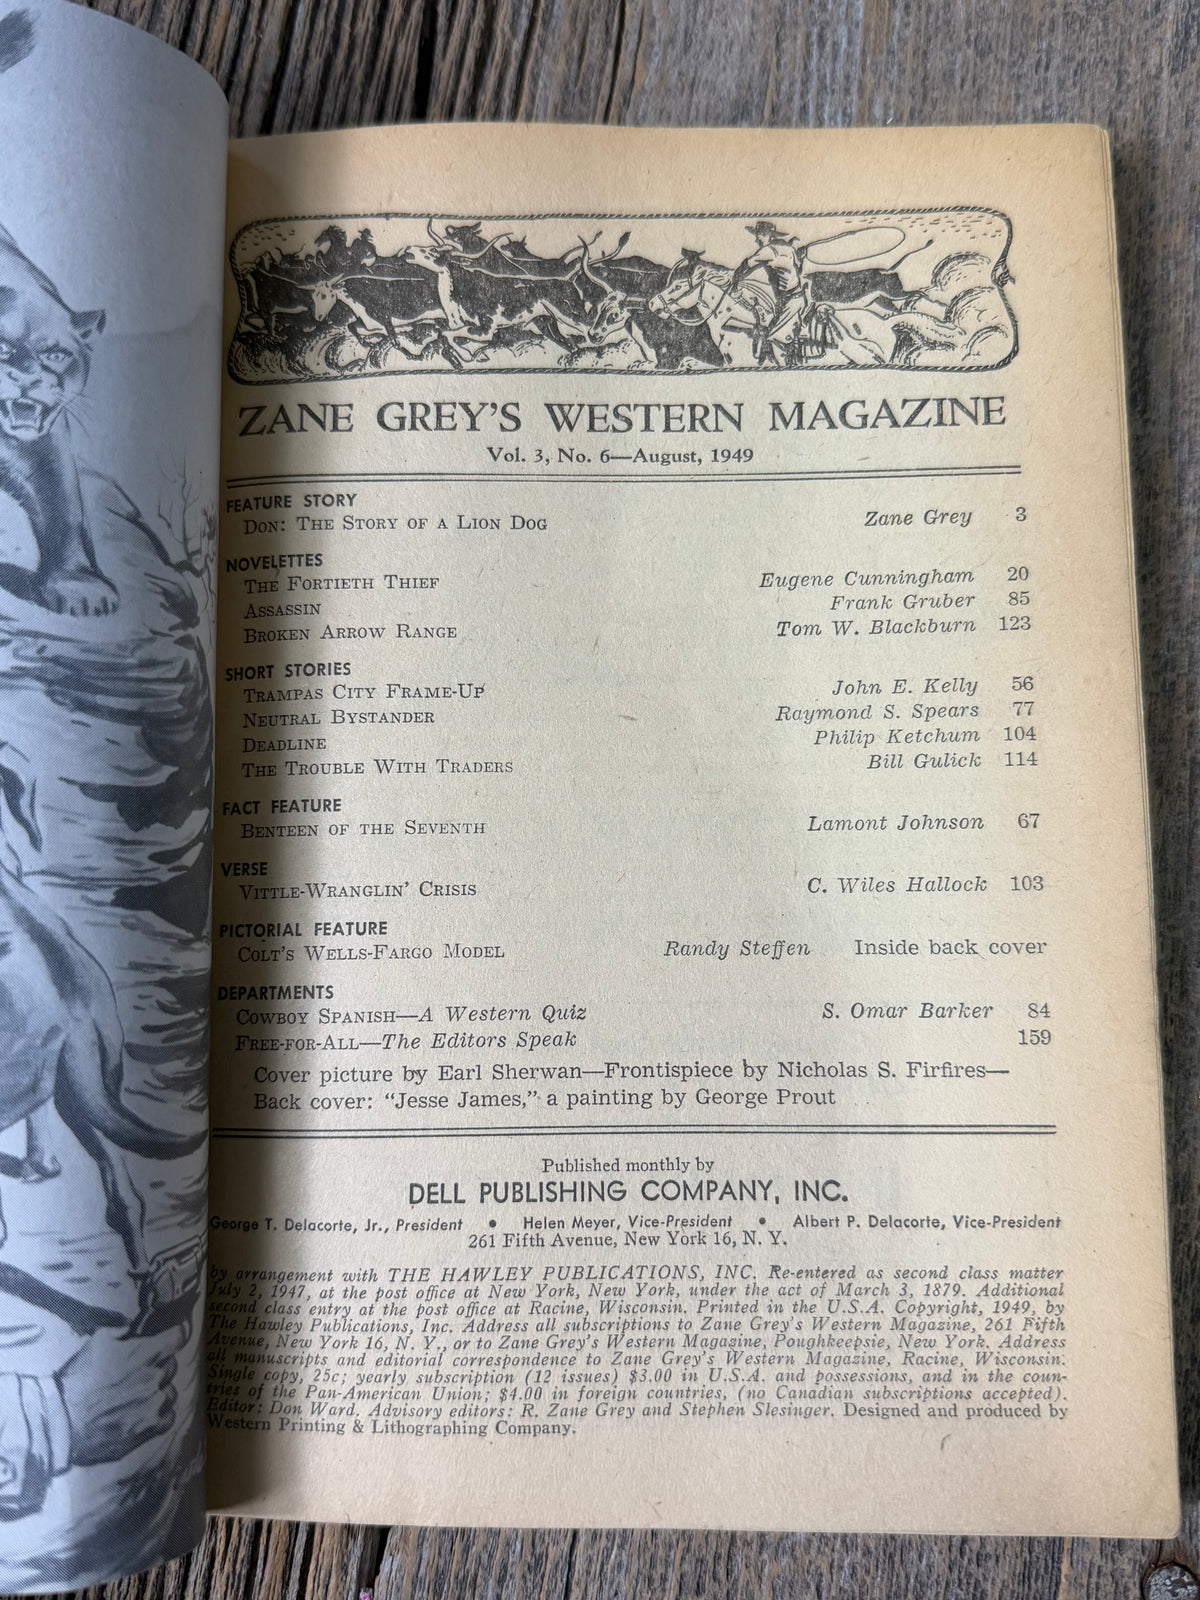 ZANE GREY'S WESTERN MAGAZINE
Vol. 3, No. 6—August, 1949
FEATURE STORY
Don: The Story of a Lion Dog Zane Grey 3
NOVELETTES
The Fortieth Thief Eugene Cunningham 20
Assassin Frank Gruber 85
Broken Arrow Range Tom W. Blackburn 123
SHORT STORIES
Trampas City Frame-Up John E. Kelly 56
Neutral Bystander Raymond S. Spears 77
Deadline Philip Ketchum 104
The Trouble With Traders Bill Gulick 114
FACT FEATURE
Benteen of the Seventh Lamont Johnson 67
VERSE
Vittle-Wranglin' Crisis C. Wiles Hallock 103
PICTORIAL FEATURE
Colt's Wells-Fargo Model Randy Steffen Inside back cover
DEPARTMENTS
Cowboy Spanish—A Western Quiz S. Omar Barker 84
Free-for-All—The Editors Speak 159
Cover picture by Earl Sherwan—Frontispiece by Nicholas S. Firfires—
Back cover: "Jesse James," a painting by George Prout
Published monthly by
DELL PUBLISHING COMPANY, INC.
George T. Delacorte, Jr., President • Helen Meyer, Vice-President • Albert P. Delacorte, Vice-President
261 Fifth Avenue, New York 16, N. Y.
by arrangement with THE HAWLEY PUBLICATIONS, INC. Re-entered as second class matter
July 2, 1947, at the post office at New York, New York, under the act of March 3, 1879. Additional
second class entry at the post office at Racine, Wisconsin. Printed in the U.S.A. Copyright, 1949, by
The Hawley Publications, Inc. Address all subscriptions to Zane Grey's Western Magazine, 261 Fifth
Avenue, New York 16, N. Y., or to Zane Grey's Western Magazine, Poughkeepsie, New York. Address
all manuscripts and editorial correspondence to Zane Grey's Western Magazine, Racine, Wisconsin.
Single copy, 25c; yearly subscription (12 issues) $3.00 in U.S.A. and possessions, and in the coun-
tries of the Pan-American Union; $4.00 in foreign countries, (no Canadian subscriptions accepted).
Editor: Don Ward. Advisory editors: R. Zane Grey and Stephen Slesinger. Designed and produced by
Western Printing & Lithographing Company.